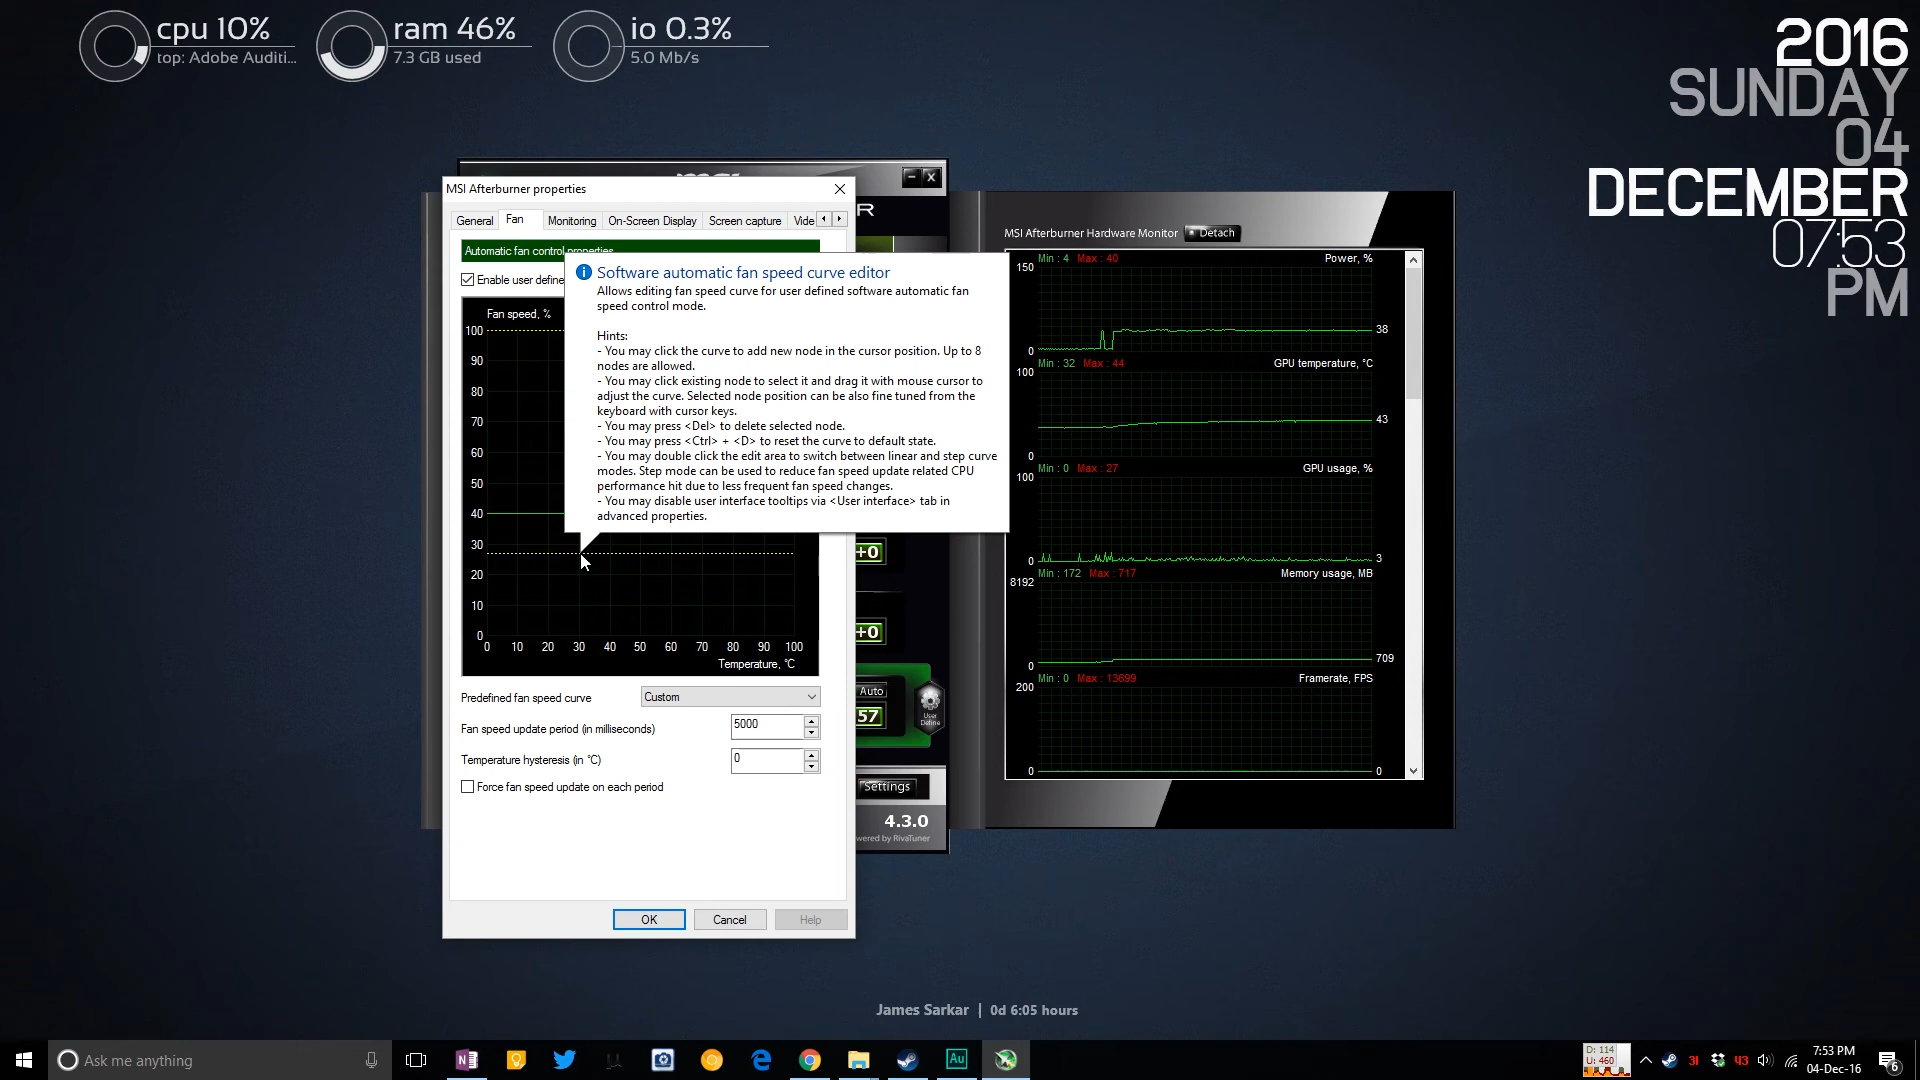 cpu 10%
top: Adobe Auditi...
ram 46%
7.3 GB used
io 0.3%
5.0 Mb/s
2016
SUNDAY
04
DECEMBER
07:53
PM
MSI Afterburner properties
General Fan Monitoring On-Screen Display Screen capture Vide
Automatic fan control properties
Enable user define
Software automatic fan speed curve editor
Allows editing fan speed curve for user defined software automatic fan
speed control mode.
Hints:
- You may click the curve to add new node in the cursor position. Up to 8
nodes are allowed.
- You may click existing node to select it and drag it with mouse cursor to
adjust the curve. Selected node position can be also fine tuned from the
keyboard with cursor keys.
- You may press <Del> to delete selected node.
- You may press <Ctrl> + <D> to reset the curve to default state.
- You may double click the edit area to switch between linear and step curve
modes. Step mode can be used to reduce fan speed update related CPU
performance hit due to less frequent fan speed changes.
- You may disable user interface tooltips via <User interface> tab in
advanced properties.
Fan speed, %
100
90
80
70
60
50
40
30
20
10
0
0 10 20 30 40 50 60 70 80 90 100
Temperature, °C
Predefined fan speed curve Custom
Fan speed update period (in milliseconds) 5000
Temperature hysteresis (in °C) 0
Force fan speed update on each period
OK Cancel Help
R
+0
+0
Auto
57
User
Define
Settings
4.3.0
wered by RivaTuner
MSI Afterburner Hardware Monitor Detach
Min : 4 Max : 40 Power, %
150
38
0
Min : 32 Max : 44 GPU temperature, °C
100
43
0
Min : 0 Max : 27 GPU usage, %
100
3
0
Min : 172 Max : 717 Memory usage, MB
8192
709
0
Min : 0 Max : 13699 Framerate, FPS
200
0
0
James Sarkar | 0d 6:05 hours
Ask me anything
Au
D: 114
U: 460
31
43
7:53 PM
04-Dec-16
6